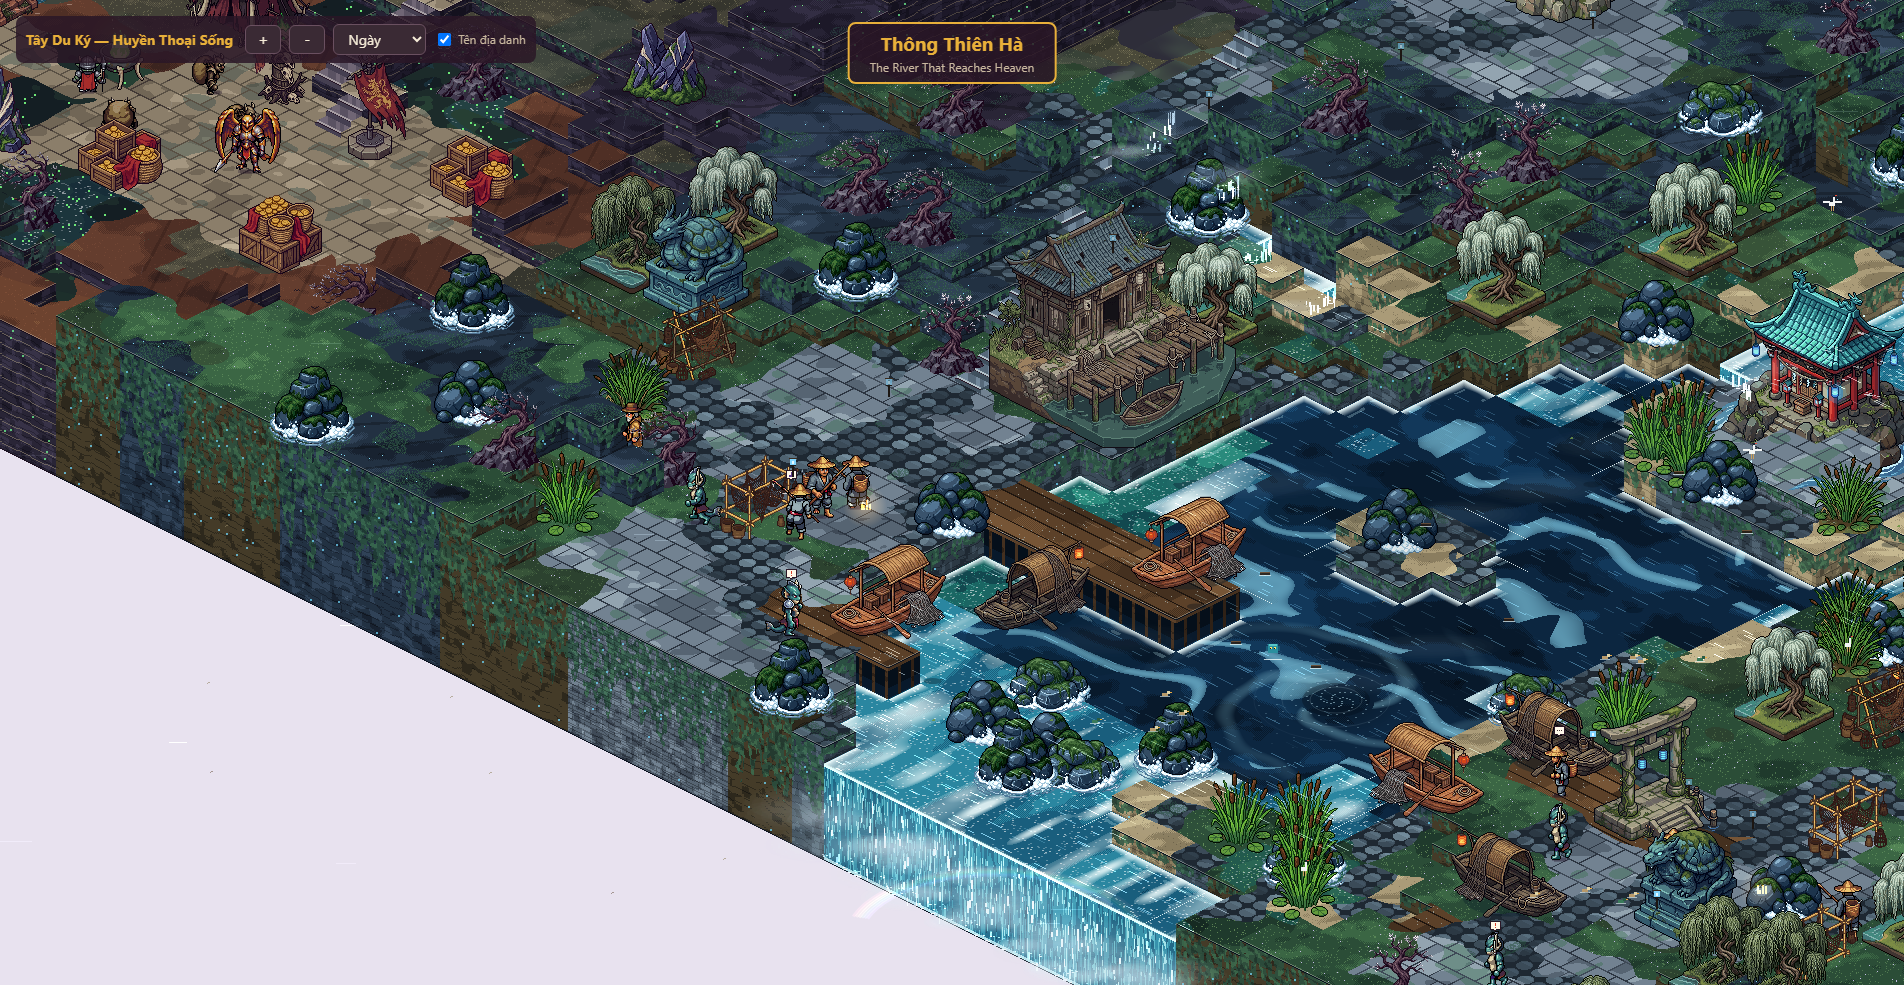 Tây Du Ký — Huyền Thoại Sống
+
-
Ngày
Tên địa danh
Thông Thiên Hà
The River That Reaches Heaven